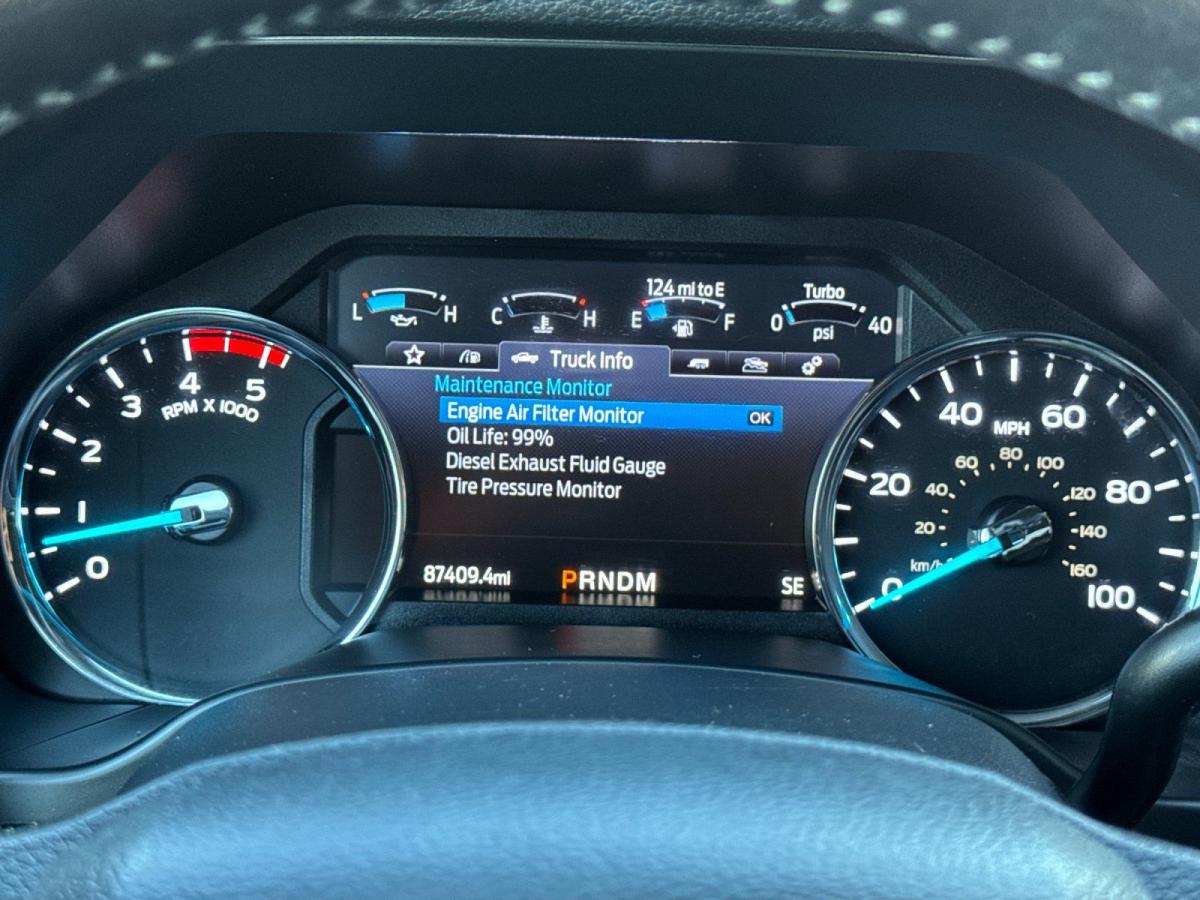 124 mi to E
Turbo
L H
C H
E F
0 40
psi
Truck Info
Maintenance Monitor
Engine Air Filter Monitor OK
Oil Life: 99%
Diesel Exhaust Fluid Gauge
Tire Pressure Monitor
87409.4mi
PRNDM
SE
0 1 2 3 4 5
RPM X 1000
0 20 40 60 80 100
MPH
20 40 60 80 100 120 140 160
km/h